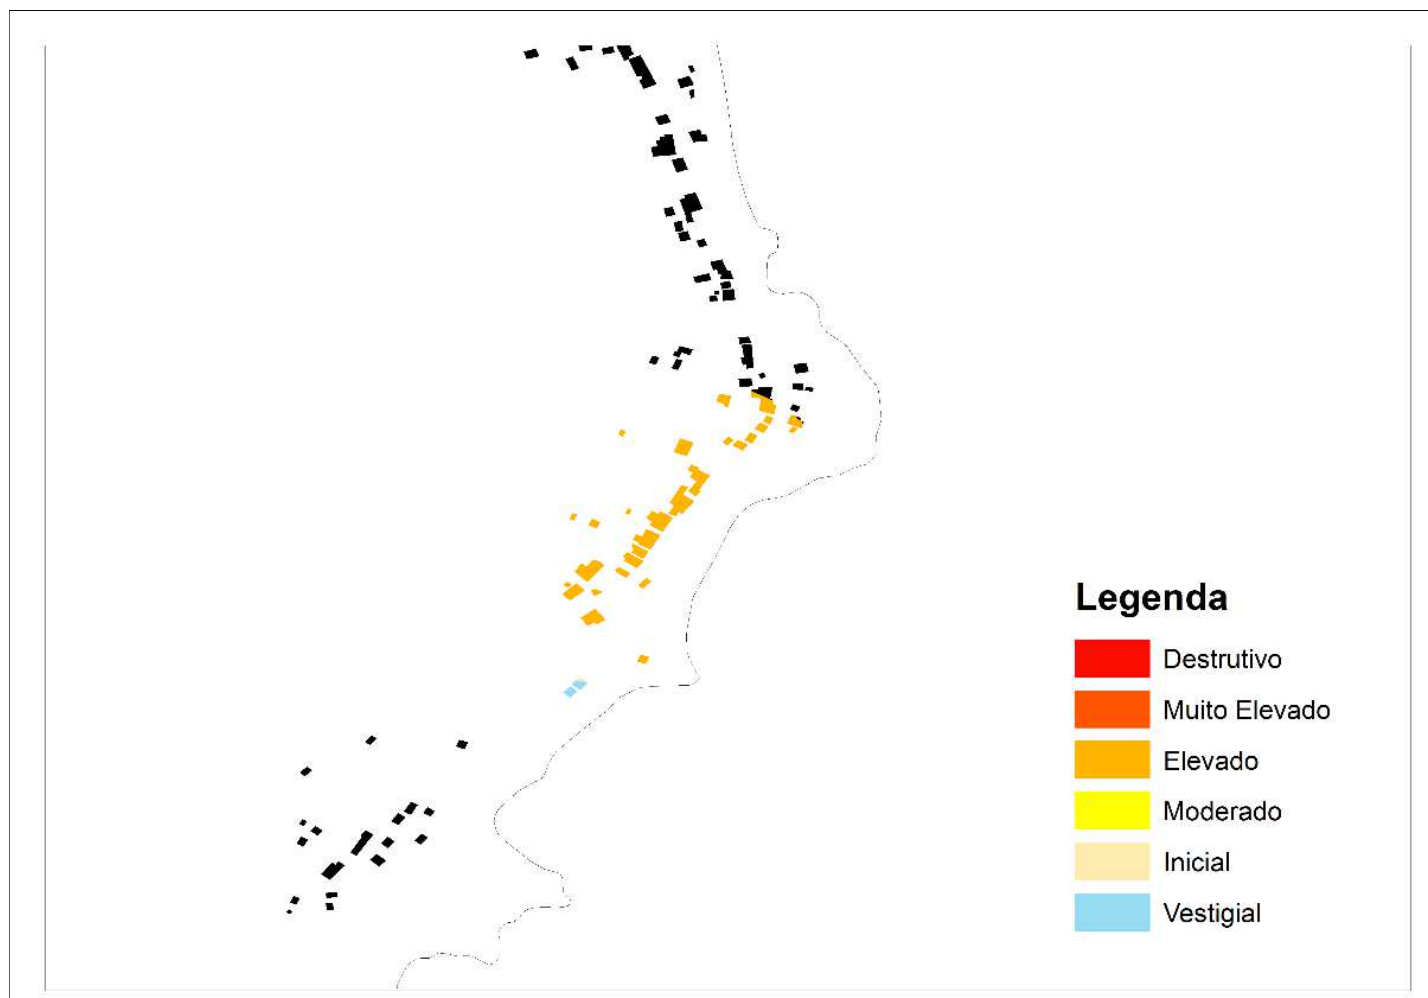 Legenda
Destrutivo
Muito Elevado
Elevado
Moderado
Inicial
Vestigial